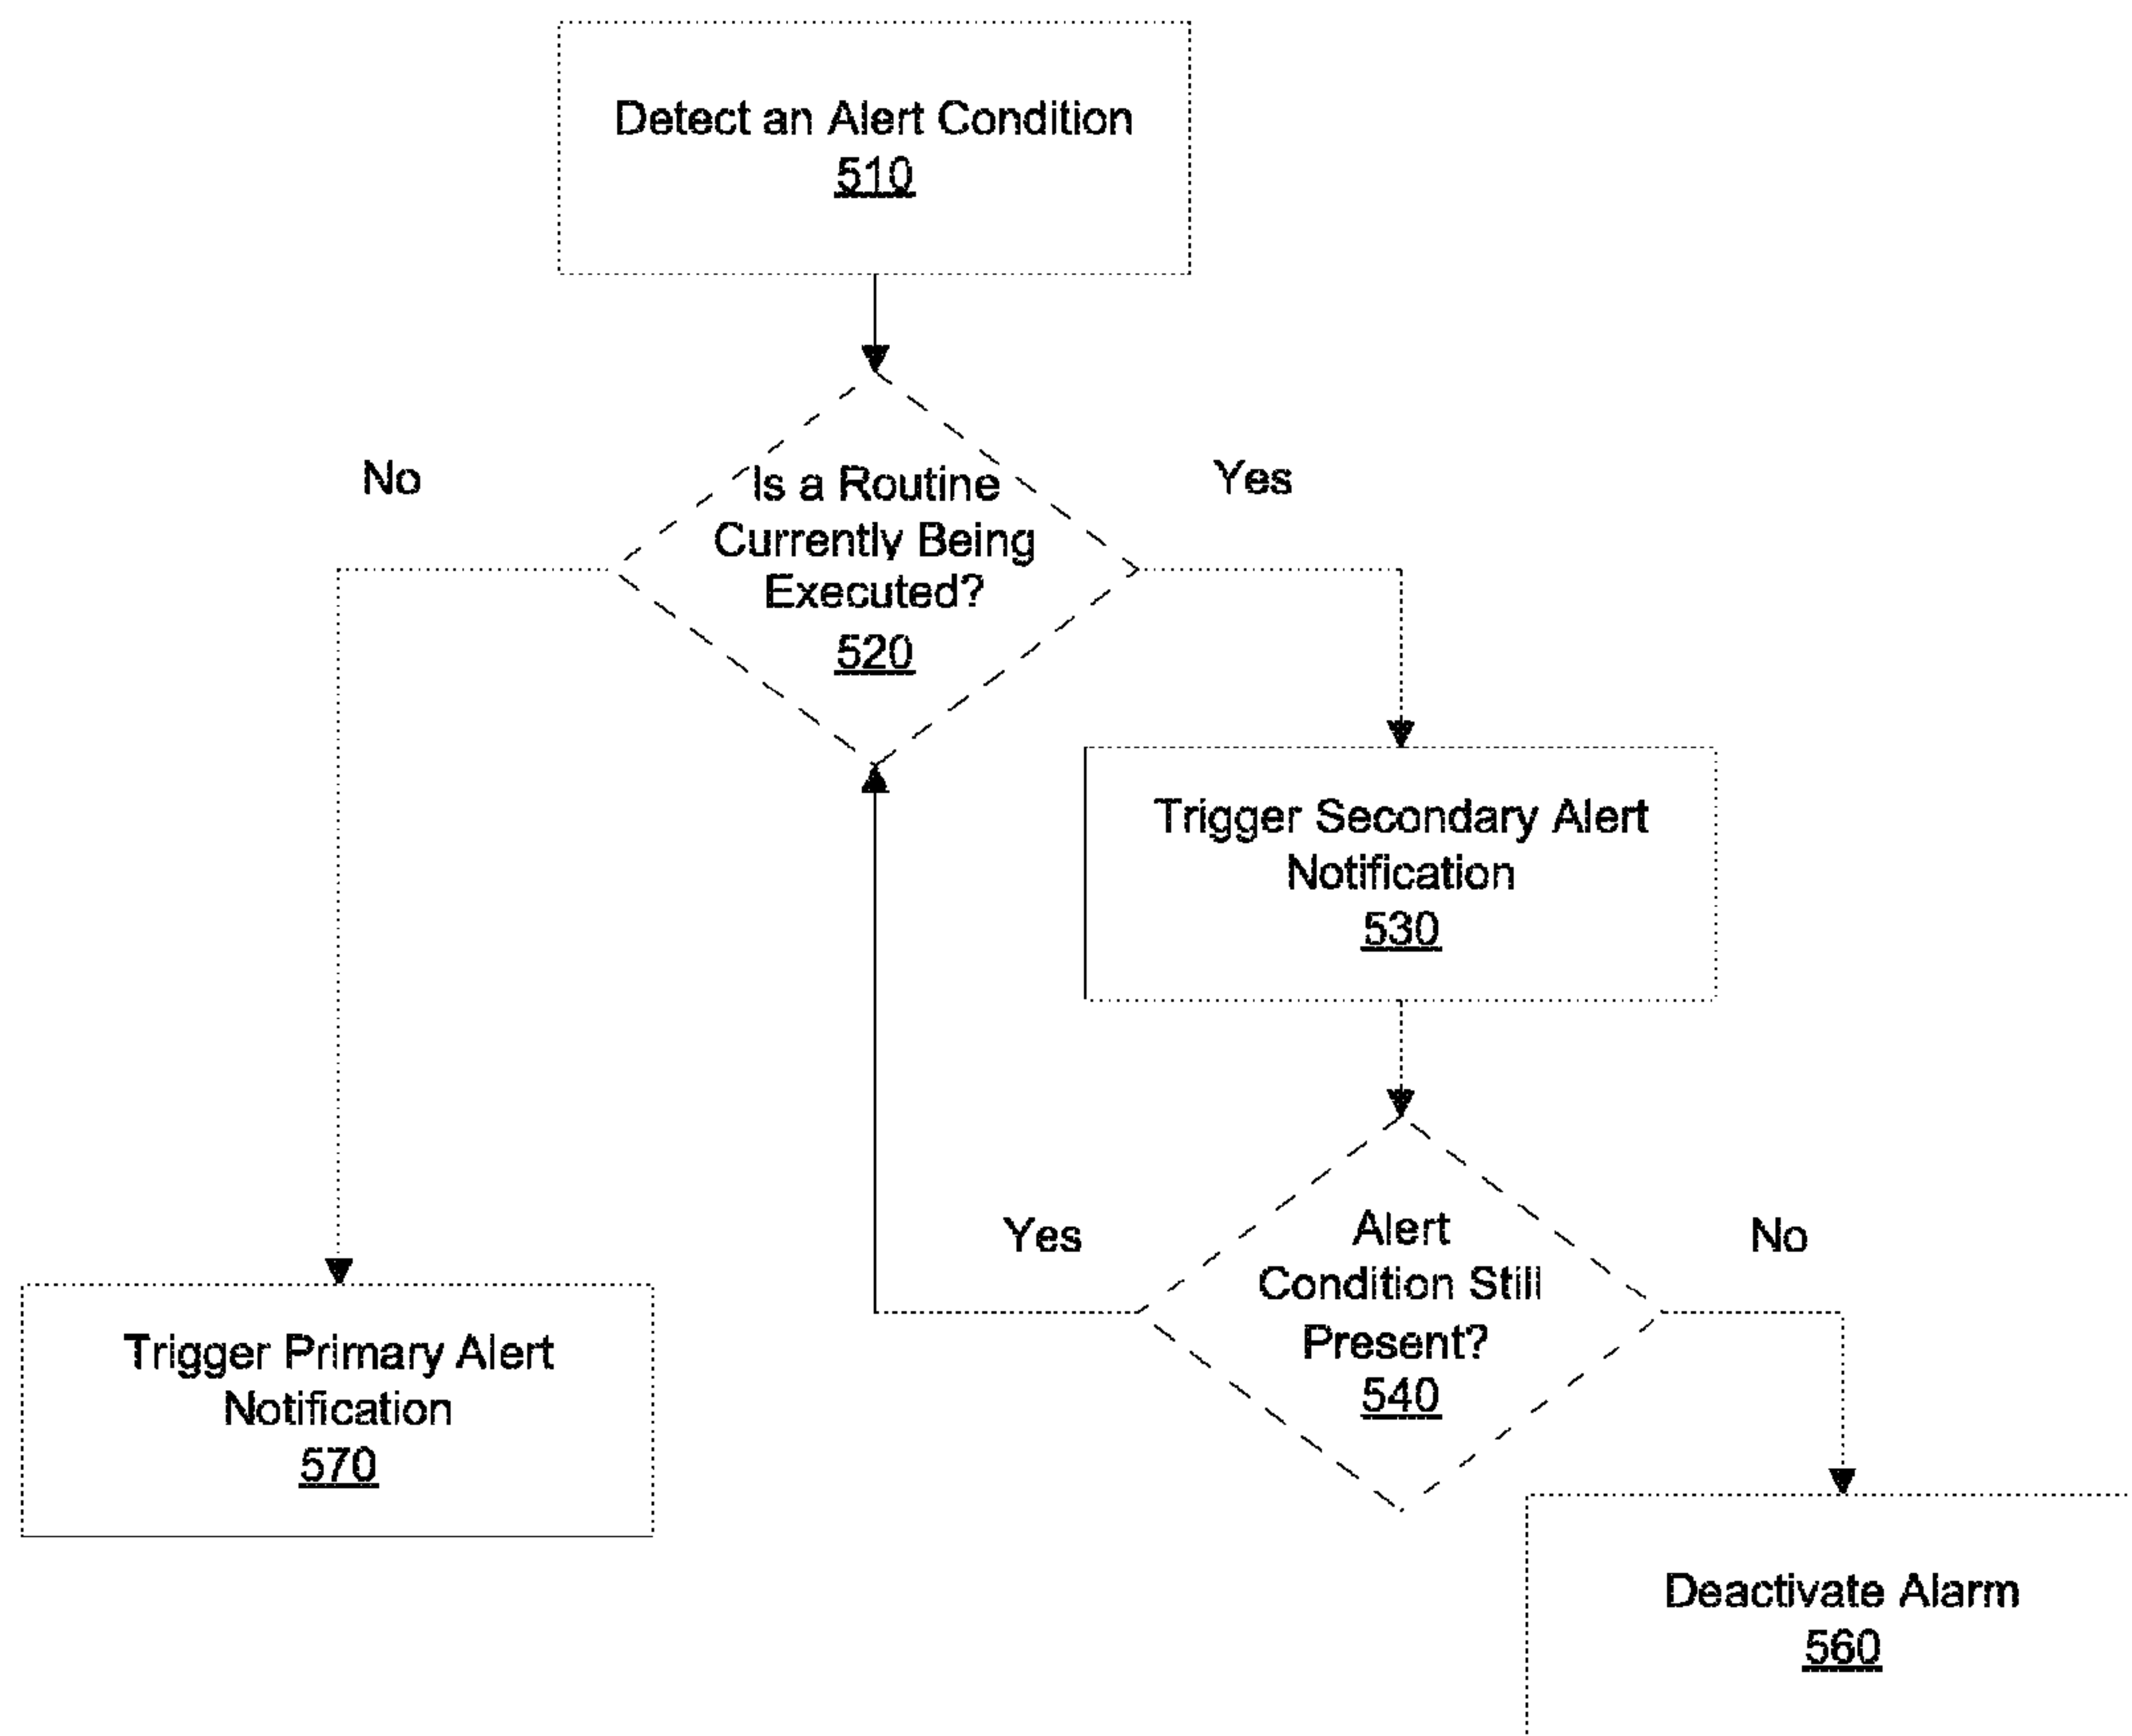 Detect an Alert Condition
510
No
Yes
Is a Routine
Currently Being
Executed?
520
Trigger Secondary Alert
Notification
530
Yes
No
Alert
Condition Still
Present?
540
Trigger Primary Alert
Notification
570
Deactivate Alarm
560